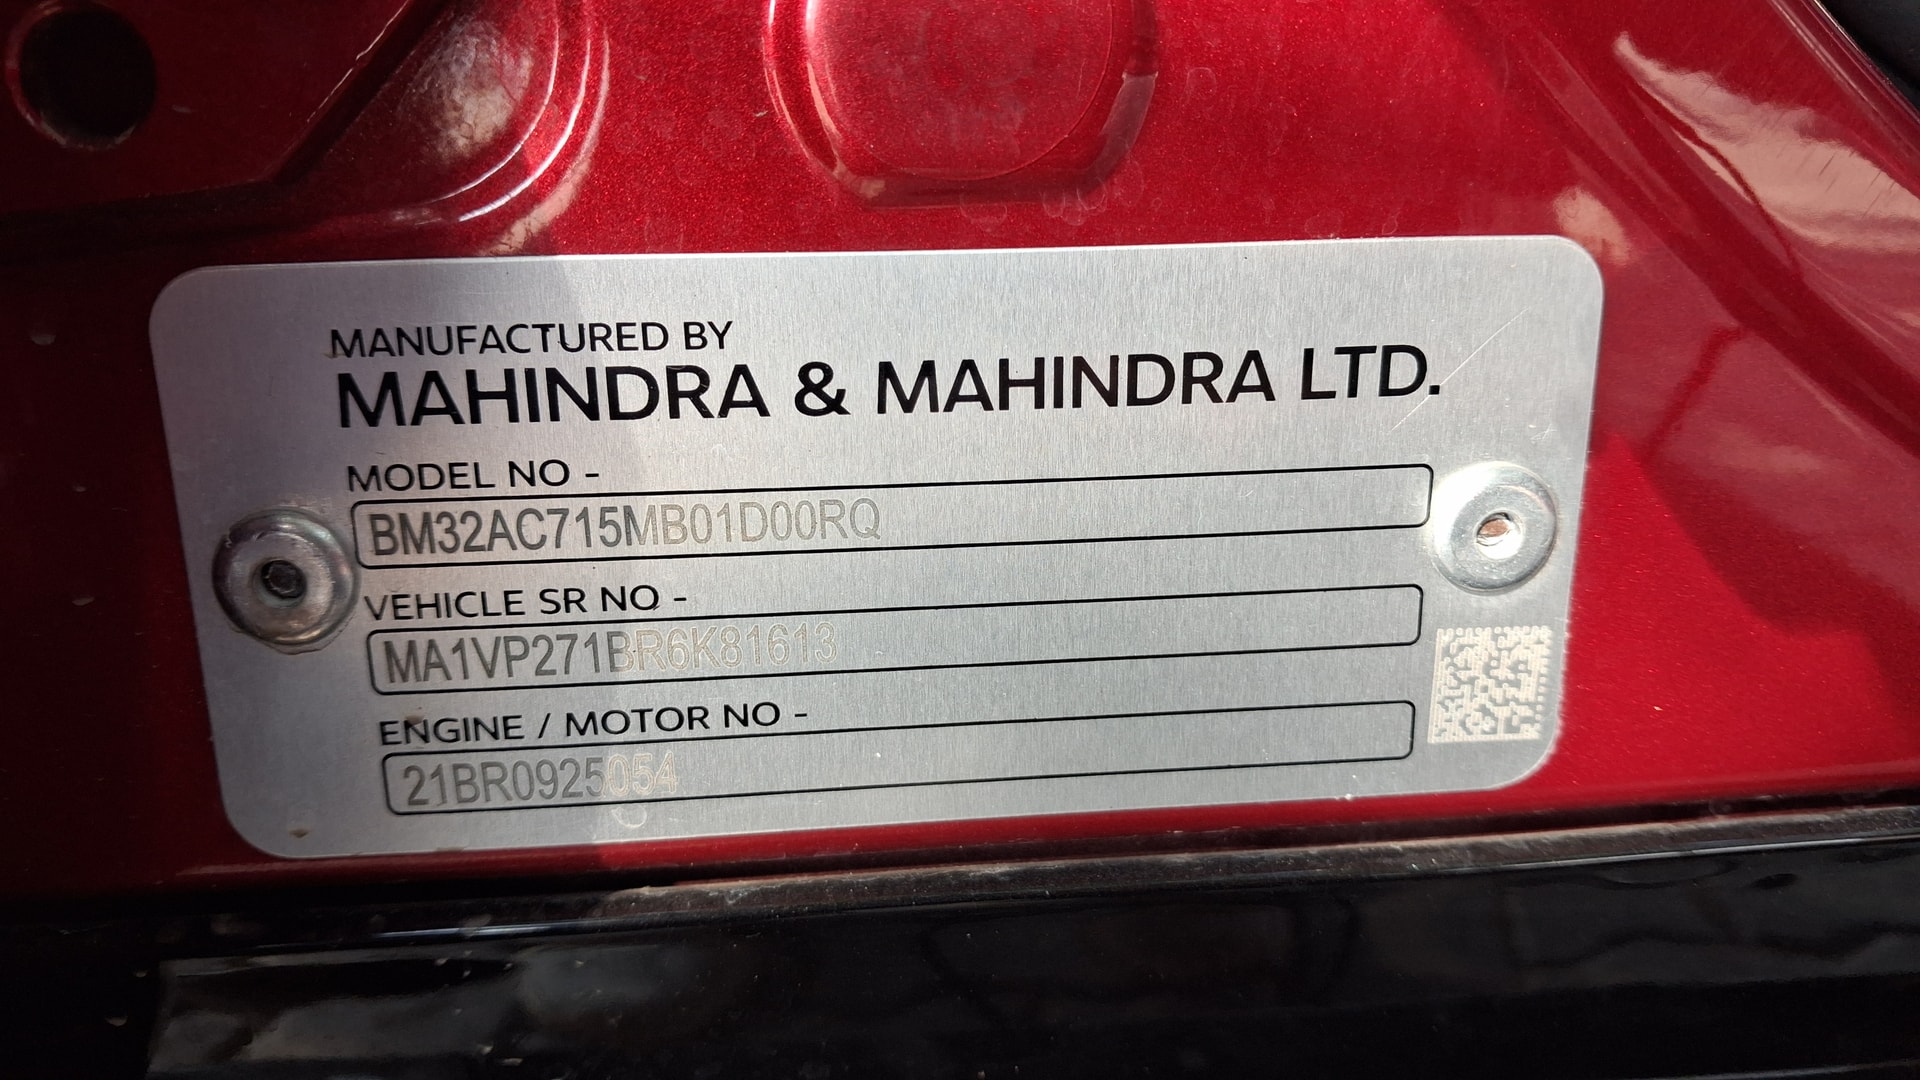 MANUFACTURED BY
MAHINDRA & MAHINDRA LTD.
MODEL NO -
BM32AC715MB01D00RQ
VEHICLE SR NO -
MA1VP271BR6K81613
ENGINE / MOTOR NO -
21BR0925054